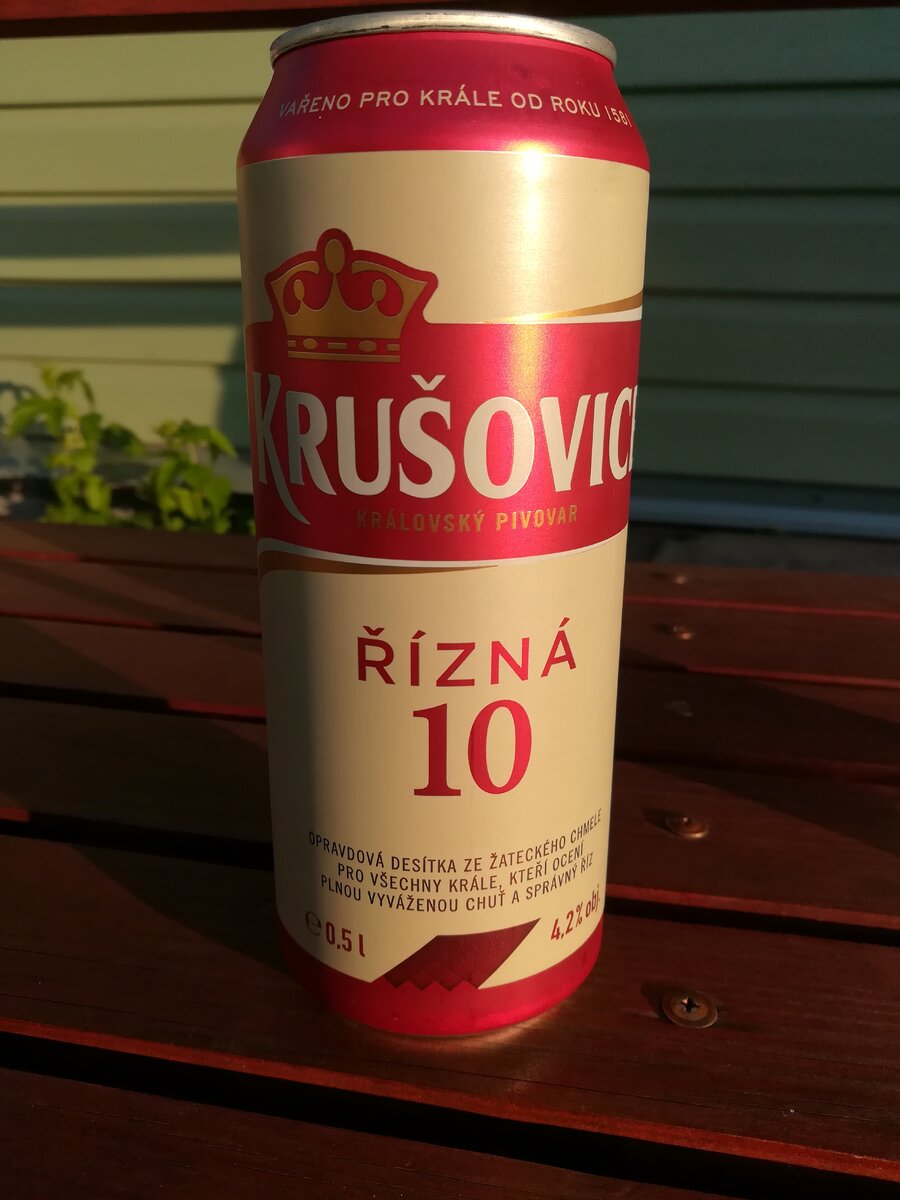 VAŘENO PRO KRÁLE OD ROKU 1581
KRUŠOVICE
KRÁLOVSKÝ PIVOVAR
ŘÍZNÁ
10
OPRAVDOVÁ DESÍTKA ZE ŽATECKÉHO CHMELE
PRO VŠECHNY KRÁLE, KTEŘÍ OCENÍ
PLNOU VYVÁŽENOU CHUŤ A SPRÁVNÝ ŘÍZ
℮ 0,5 l
4,2% obj.